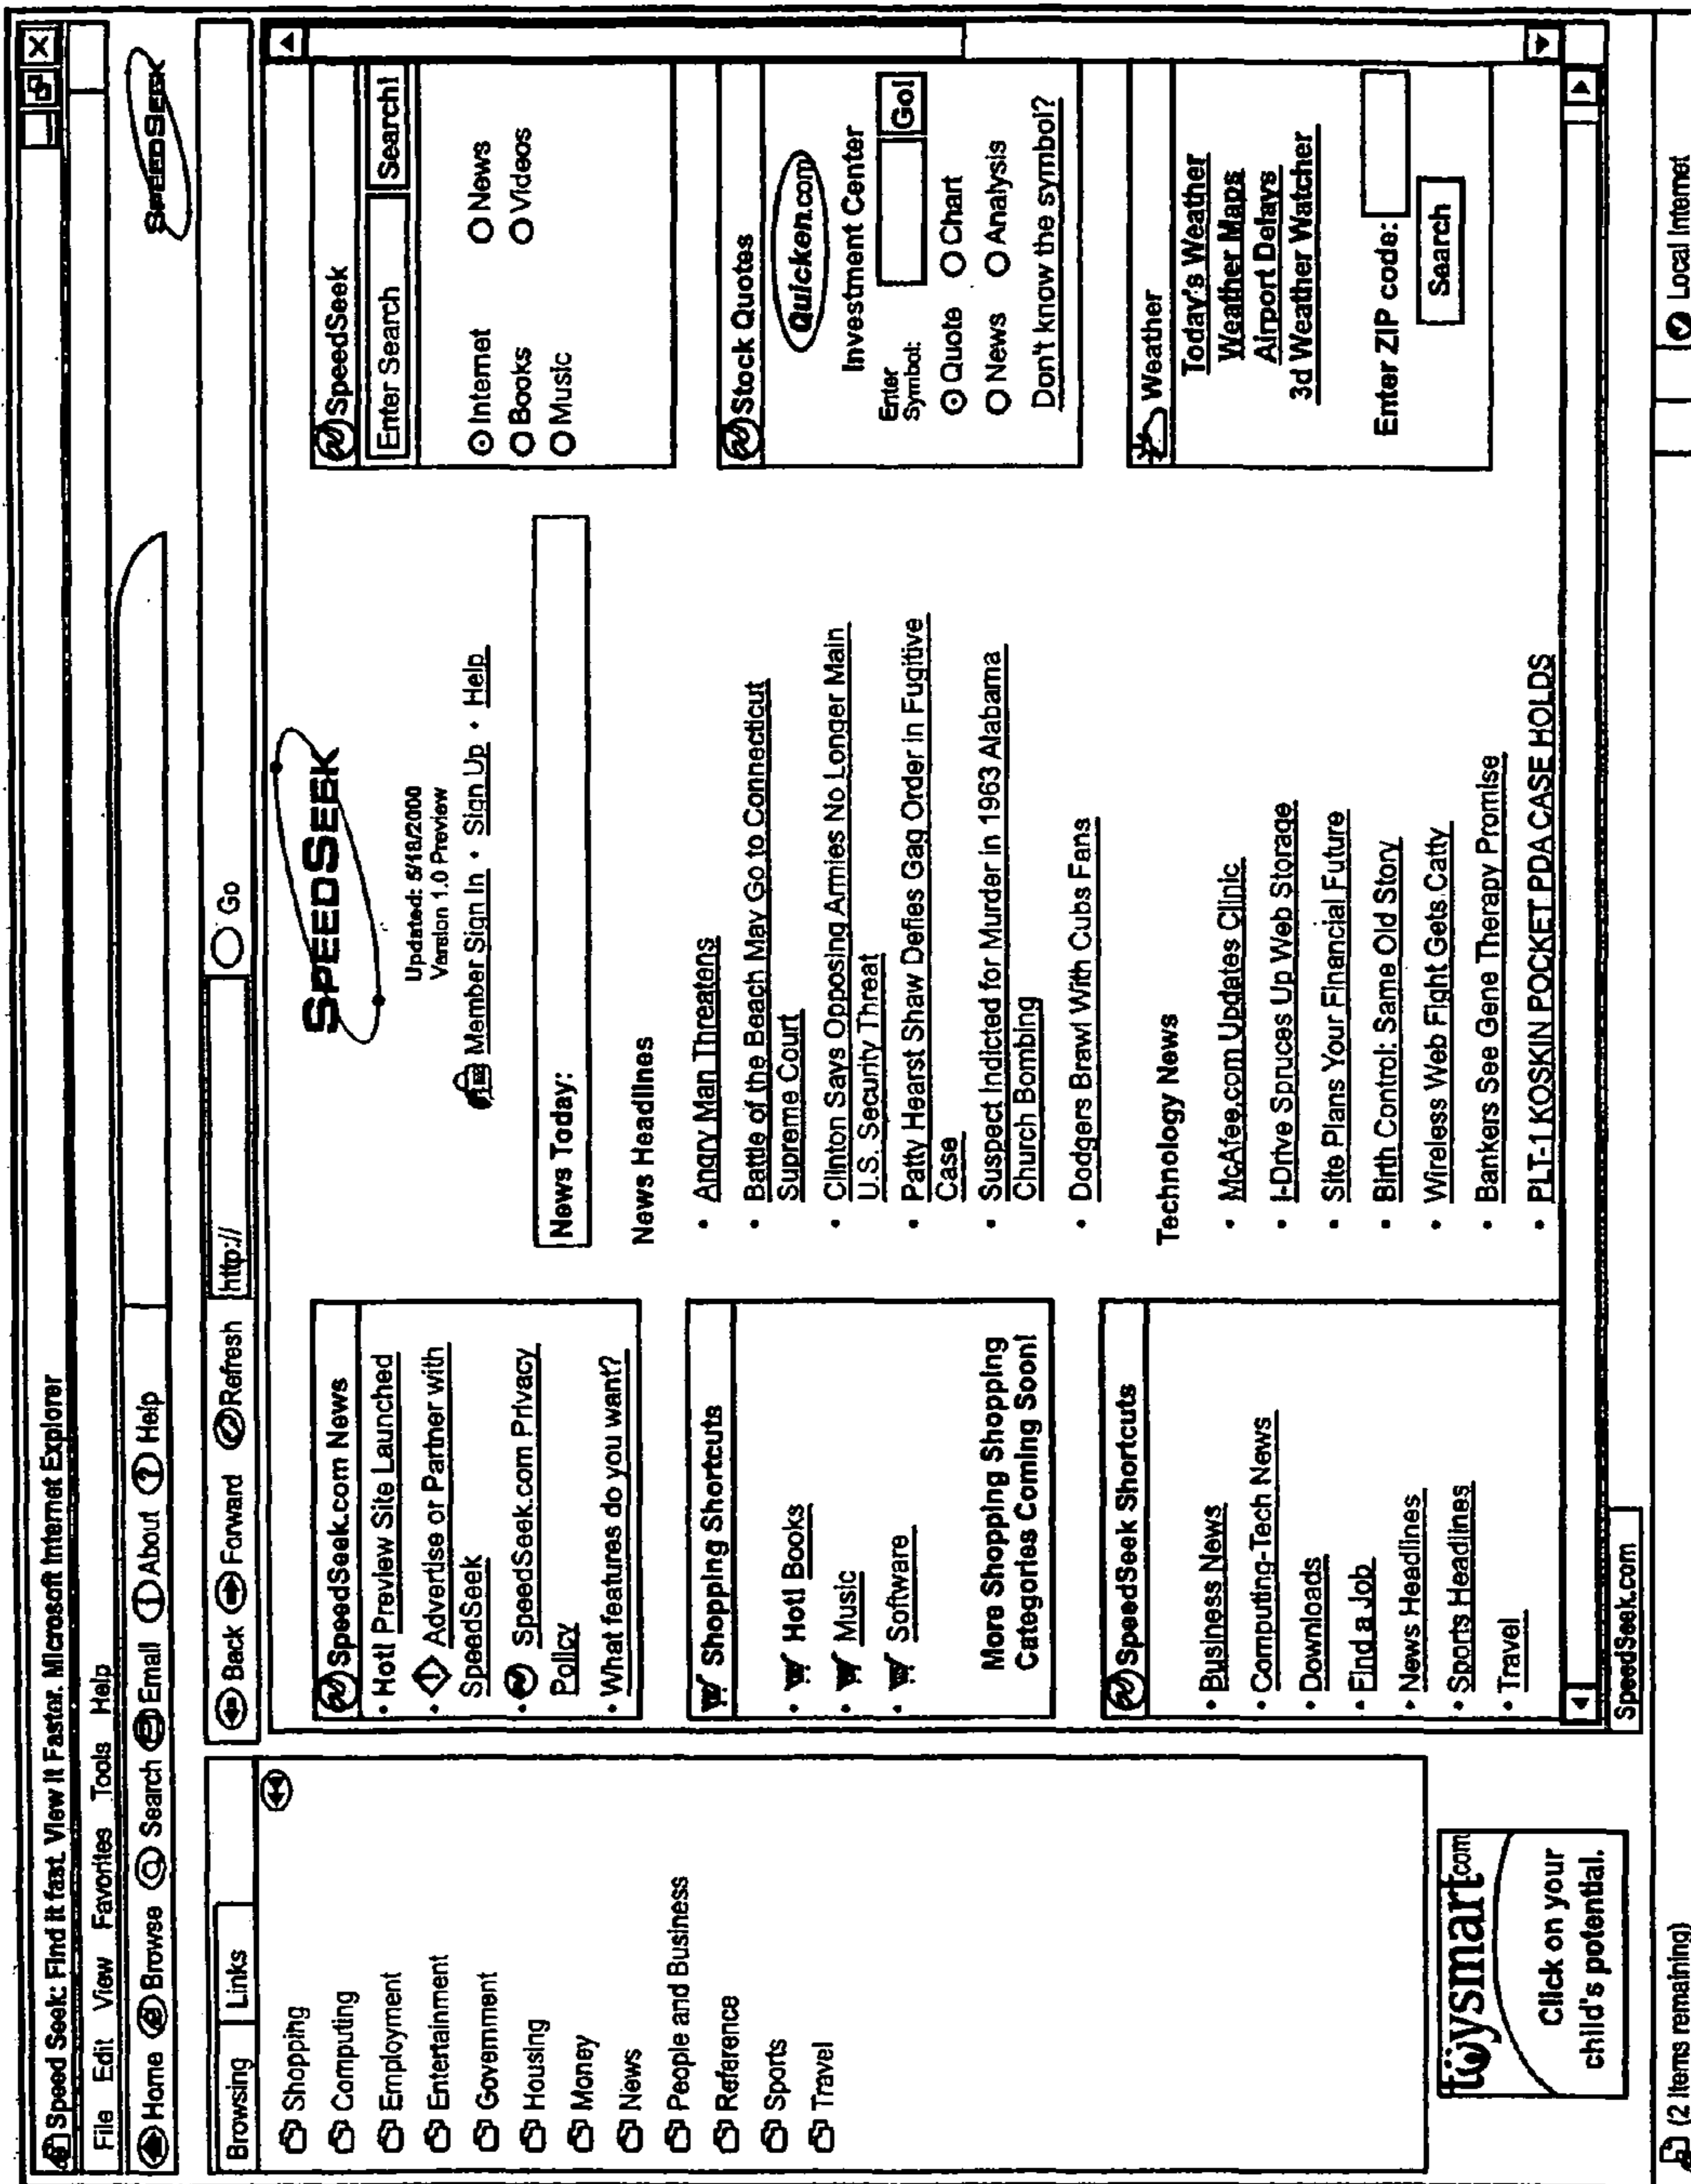 Speed Seek: Find it fast. View It Faster. Microsoft Internet Explorer
File Edit View Favorites Tools Help
Home Browse Search Email About Help
SPEEDSEEK
Browsing Links
Back Forward Refresh http:// Go
Shopping
Computing
Employment
Entertainment
Government
Housing
Money
News
People and Business
Reference
Sports
Travel
toysmart.com
Click on your
child's potential.
SpeedSeek.com News
• Hot! Preview Site Launched
• Advertise or Partner with
SpeedSeek
• SpeedSeek.com Privacy
Policy
• What features do you want?
Shopping Shortcuts
• Hot! Books
• Music
• Software
More Shopping Shopping
Categories Coming Soon!
SpeedSeek Shortcuts
• Business News
• Computing-Tech News
• Downloads
• Find a Job
• News Headlines
• Sports Headlines
• Travel
SPEEDSEEK
Updated: 5/18/2000
Version 1.0 Preview
Member Sign In • Sign Up • Help
News Today:
News Headlines
• Angry Man Threatens
• Battle of the Beach May Go to Connecticut
Supreme Court
• Clinton Says Opposing Armies No Longer Main
U.S. Security Threat
• Patty Hearst Shaw Defies Gag Order in Fugitive
Case
• Suspect Indicted for Murder in 1963 Alabama
Church Bombing
• Dodgers Brawl With Cubs Fans
Technology News
• McAfee.com Updates Clinic
• I-Drive Spruces Up Web Storage
• Site Plans Your Financial Future
• Birth Control: Same Old Story
• Wireless Web Fight Gets Catty
• Bankers See Gene Therapy Promise
• PLT-1 KOSKIN POCKET PDA CASE HOLDS
SpeedSeek
Enter Search Search!
Internet News
Books Videos
Music
Stock Quotes
Quicken.com
Investment Center
Enter
Symbol: Go!
Quote Chart
News Analysis
Don't know the symbol?
Weather
Today's Weather
Weather Maps
Airport Delays
3d Weather Watcher
Enter ZIP code:
Search
SpeedSeek.com
(2 items remaining) Local Internet